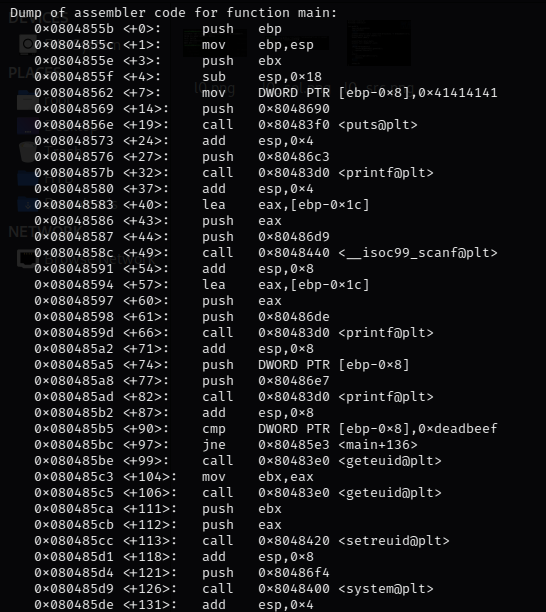 Dump of assembler code for function main:
0x0804855b <+0>: push ebp
0x0804855c <+1>: mov ebp,esp
0x0804855e <+3>: push ebx
0x0804855f <+4>: sub esp,0x18
0x08048562 <+7>: mov DWORD PTR [ebp-0x8],0x41414141
0x08048569 <+14>: push 0x8048690
0x0804856e <+19>: call 0x80483f0 <puts@plt>
0x08048573 <+24>: add esp,0x4
0x08048576 <+27>: push 0x80486c3
0x0804857b <+32>: call 0x80483d0 <printf@plt>
0x08048580 <+37>: add esp,0x4
0x08048583 <+40>: lea eax,[ebp-0x1c]
0x08048586 <+43>: push eax
0x08048587 <+44>: push 0x80486d9
0x0804858c <+49>: call 0x8048440 <__isoc99_scanf@plt>
0x08048591 <+54>: add esp,0x8
0x08048594 <+57>: lea eax,[ebp-0x1c]
0x08048597 <+60>: push eax
0x08048598 <+61>: push 0x80486de
0x0804859d <+66>: call 0x80483d0 <printf@plt>
0x080485a2 <+71>: add esp,0x8
0x080485a5 <+74>: push DWORD PTR [ebp-0x8]
0x080485a8 <+77>: push 0x80486e7
0x080485ad <+82>: call 0x80483d0 <printf@plt>
0x080485b2 <+87>: add esp,0x8
0x080485b5 <+90>: cmp DWORD PTR [ebp-0x8],0xdeadbeef
0x080485bc <+97>: jne 0x80485e3 <main+136>
0x080485be <+99>: call 0x80483e0 <geteuid@plt>
0x080485c3 <+104>: mov ebx,eax
0x080485c5 <+106>: call 0x80483e0 <geteuid@plt>
0x080485ca <+111>: push ebx
0x080485cb <+112>: push eax
0x080485cc <+113>: call 0x8048420 <setreuid@plt>
0x080485d1 <+118>: add esp,0x8
0x080485d4 <+121>: push 0x80486f4
0x080485d9 <+126>: call 0x8048400 <system@plt>
0x080485de <+131>: add esp,0x4